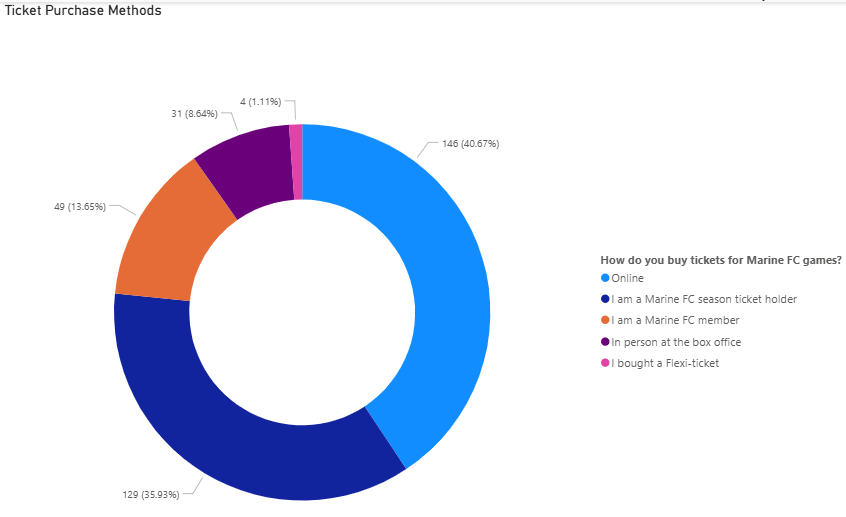 Ticket Purchase Methods
4 (1.11%)
31 (8.64%)
146 (40.67%)
49 (13.65%)
129 (35.93%)
How do you buy tickets for Marine FC games?
Online
I am a Marine FC season ticket holder
I am a Marine FC member
In person at the box office
I bought a Flexi-ticket